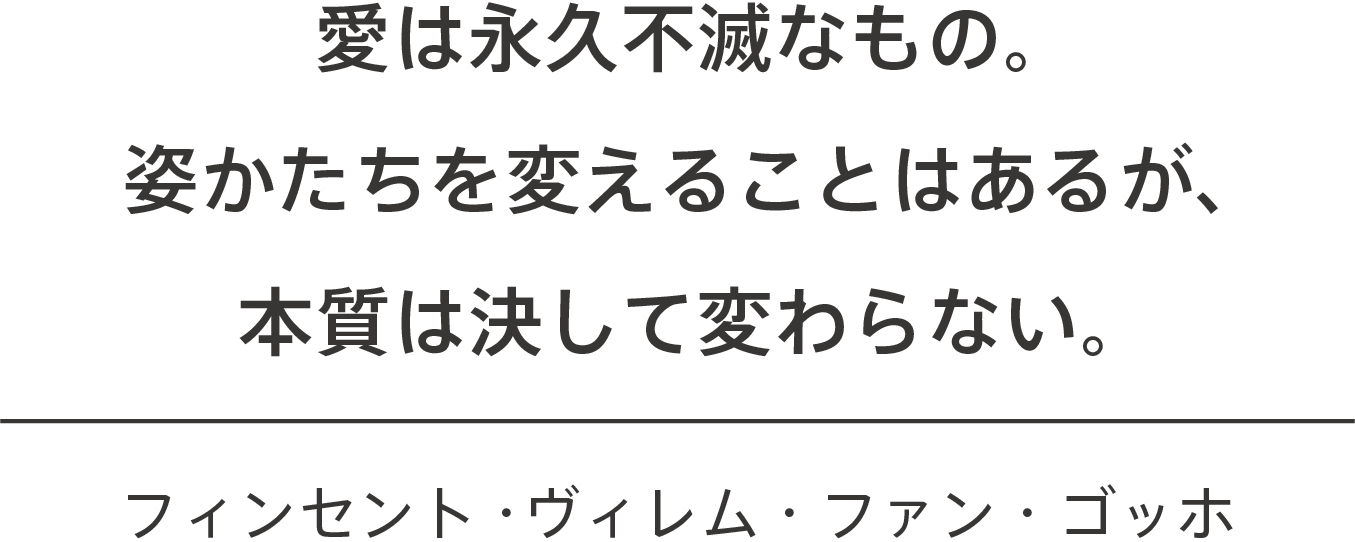 愛は永久不滅なもの。
姿かたちを変えることはあるが、
本質は決して変わらない。
フィンセント・ヴィレム・ファン・ゴッホ